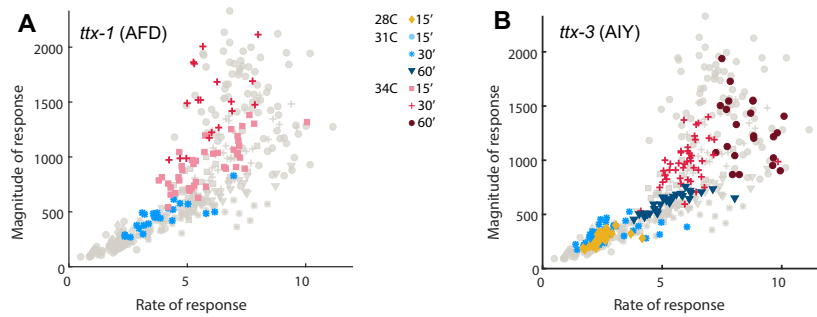 A
ttx-1 (AFD)
Magnitude of response
2000
1500
1000
500
0
0
5
10
Rate of response
28C 15'
31C 15'
30'
60'
34C 15'
30'
60'
B
ttx-3 (AIY)
Magnitude of response
2000
1500
1000
500
0
0
5
10
Rate of response